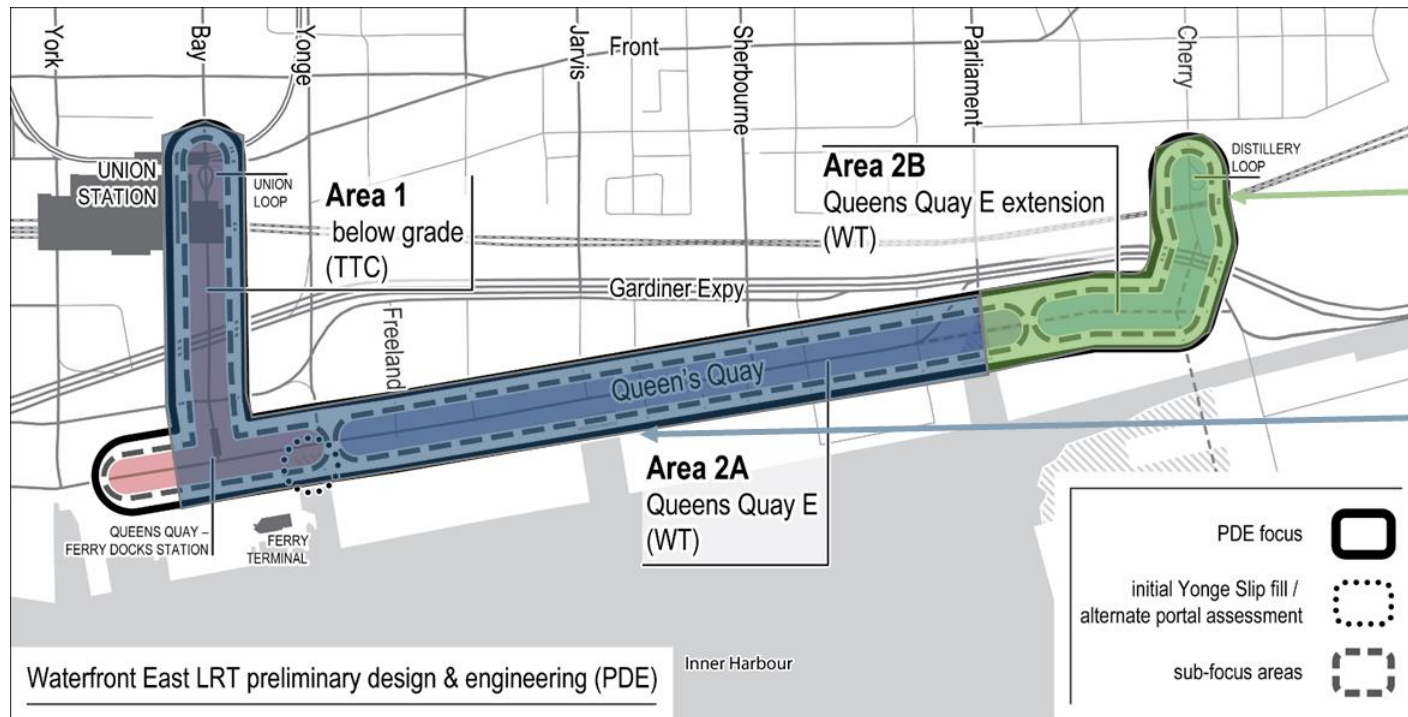 York
Bay
Yonge
Jarvis
Sherbourne
Parliament
Cherry
Front
UNION
STATION
UNION
LOOP
Area 1
below grade
(TTC)
Area 2B
Queens Quay E extension
(WT)
DISTILLERY
LOOP
Gardiner Expy
Freeland
Queen's Quay
Area 2A
Queens Quay E
(WT)
QUEENS QUAY –
FERRY DOCKS STATION
FERRY
TERMINAL
PDE focus
initial Yonge Slip fill /
alternate portal assessment
sub-focus areas
Inner Harbour
Waterfront East LRT preliminary design & engineering (PDE)